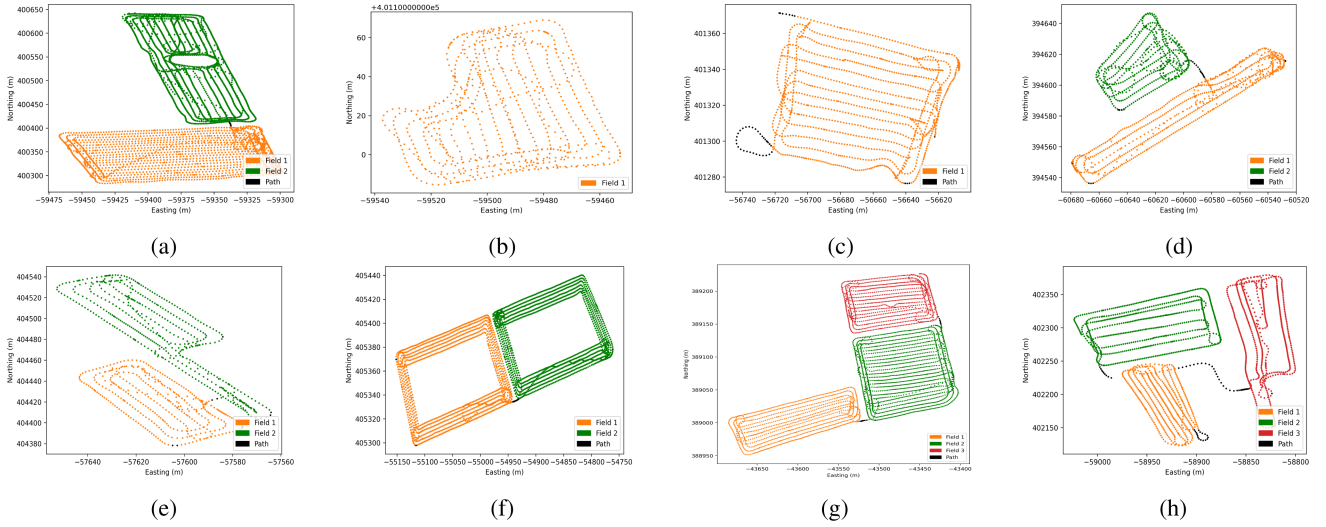 400650
400600
400550
400500
400450
400400
400350
400300
Northing (m)
−59475 −59450 −59425 −59400 −59375 −59350 −59325 −59300
Easting (m)
Field 1
Field 2
Path
(a)
+4.0110000000e5
60
40
20
0
Northing (m)
−59540 −59520 −59500 −59480 −59460
Easting (m)
Field 1
(b)
401360
401340
401320
401300
401280
Northing (m)
−56740 −56720 −56700 −56680 −56660 −56640 −56620
Easting (m)
Field 1
Path
(c)
394640
394620
394600
394580
394560
394540
Northing (m)
−60680 −60660 −60640 −60620 −60600 −60580 −60560 −60540 −60520
Easting (m)
Field 1
Field 2
Path
(d)
404540
404520
404500
404480
404460
404440
404420
404400
404380
Northing (m)
−57640 −57620 −57600 −57580 −57560
Easting (m)
Field 1
Field 2
Path
(e)
405440
405420
405400
405380
405360
405340
405320
405300
Northing (m)
−55150 −55100 −55050 −55000 −54950 −54900 −54850 −54800 −54750
Easting (m)
Field 1
Field 2
Path
(f)
389200
389150
389100
389050
389000
388950
Northing (m)
−43650 −43600 −43550 −43500 −43450 −43400
Easting (m)
Field 1
Field 2
Field 3
Path
(g)
402350
402300
402250
402200
402150
Northing (m)
−59000 −58950 −58900 −58850 −58800
Easting (m)
Field 1
Field 2
Field 3
Path
(h)